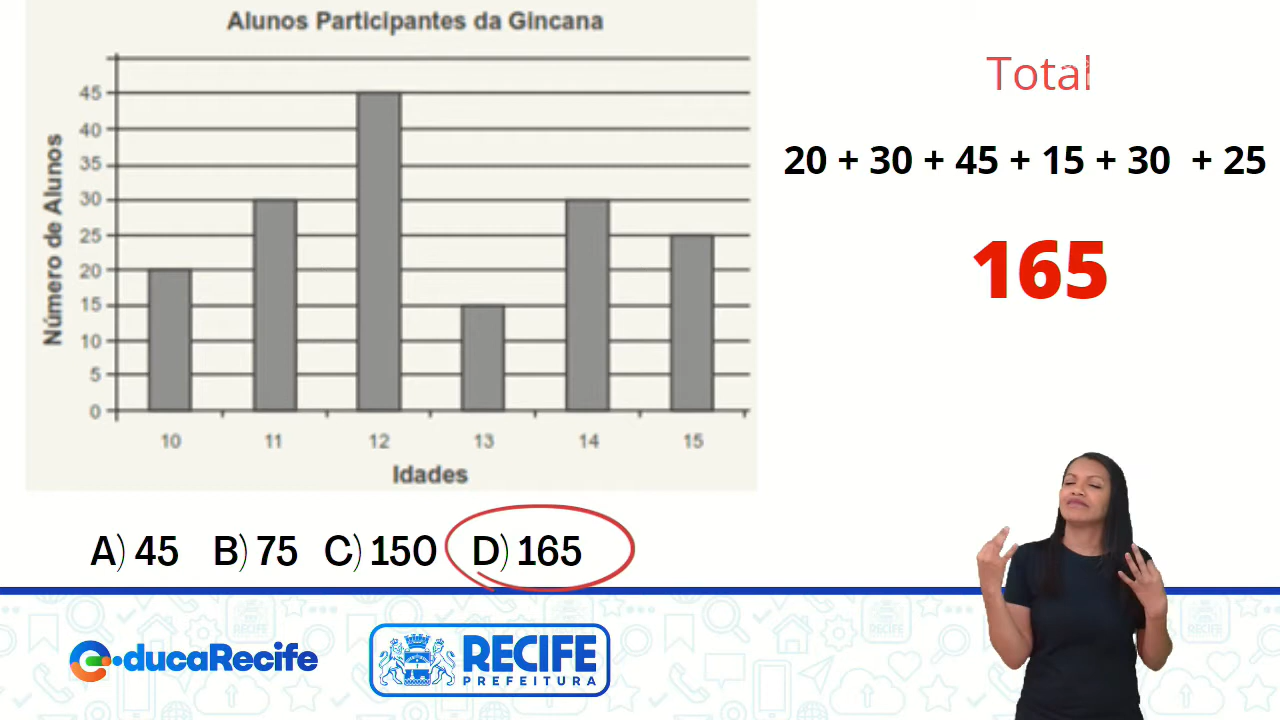 Alunos Participantes da Gincana
Número de Alunos
45
40
35
30
25
20
15
10
5
0
10 11 12 13 14 15
Idades
Total
20 + 30 + 45 + 15 + 30 + 25
165
A) 45 B) 75 C) 150 D) 165
EducaRecife
RECIFE
PREFEITURA